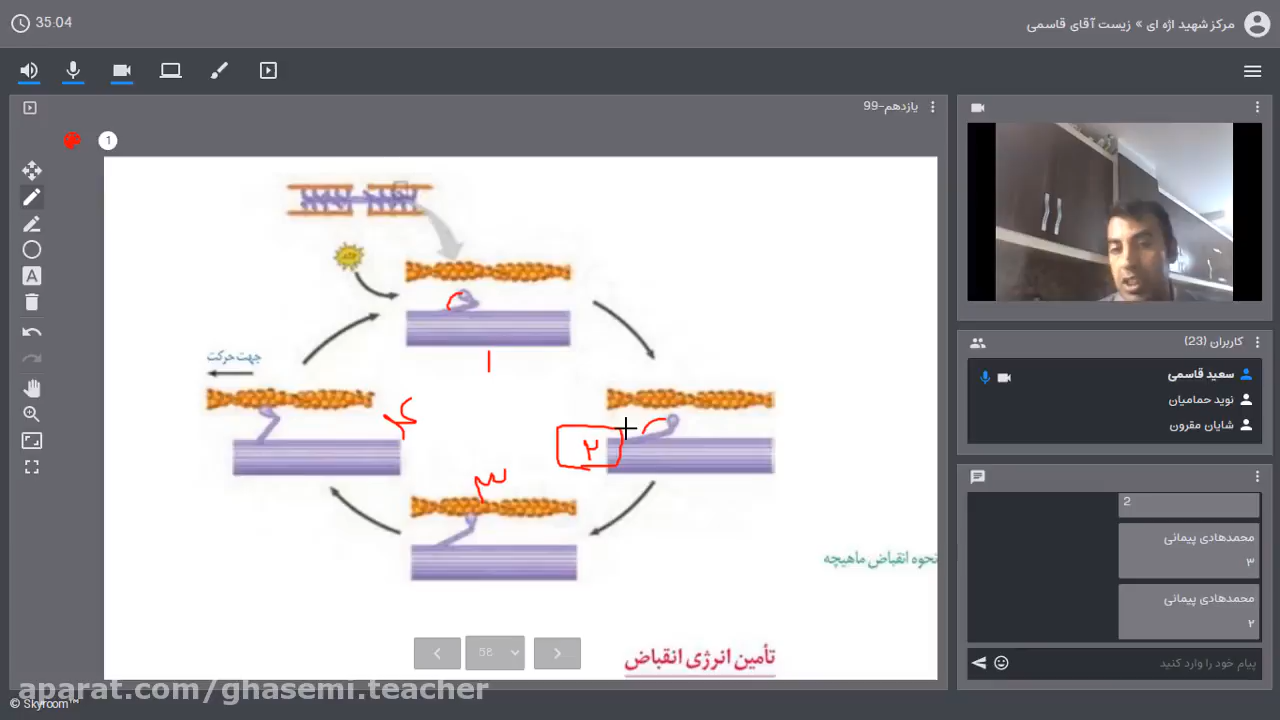 35:04
مرکز شهید اژه ای » زیست آقای قاسمی
یازدهم-99
1
ATP
۱
جهت حرکت
۴
۲
۳
نحوه انقباض ماهیچه
58
تأمین انرژی انقباض
کاربران (23)
سعید قاسمی
نوید حمامیان
شایان مقرون
2
محمدهادی پیمانی
۳
محمدهادی پیمانی
۲
پیام خود را وارد کنید
aparat.com/ghasemi.teacher
© Skyroom™